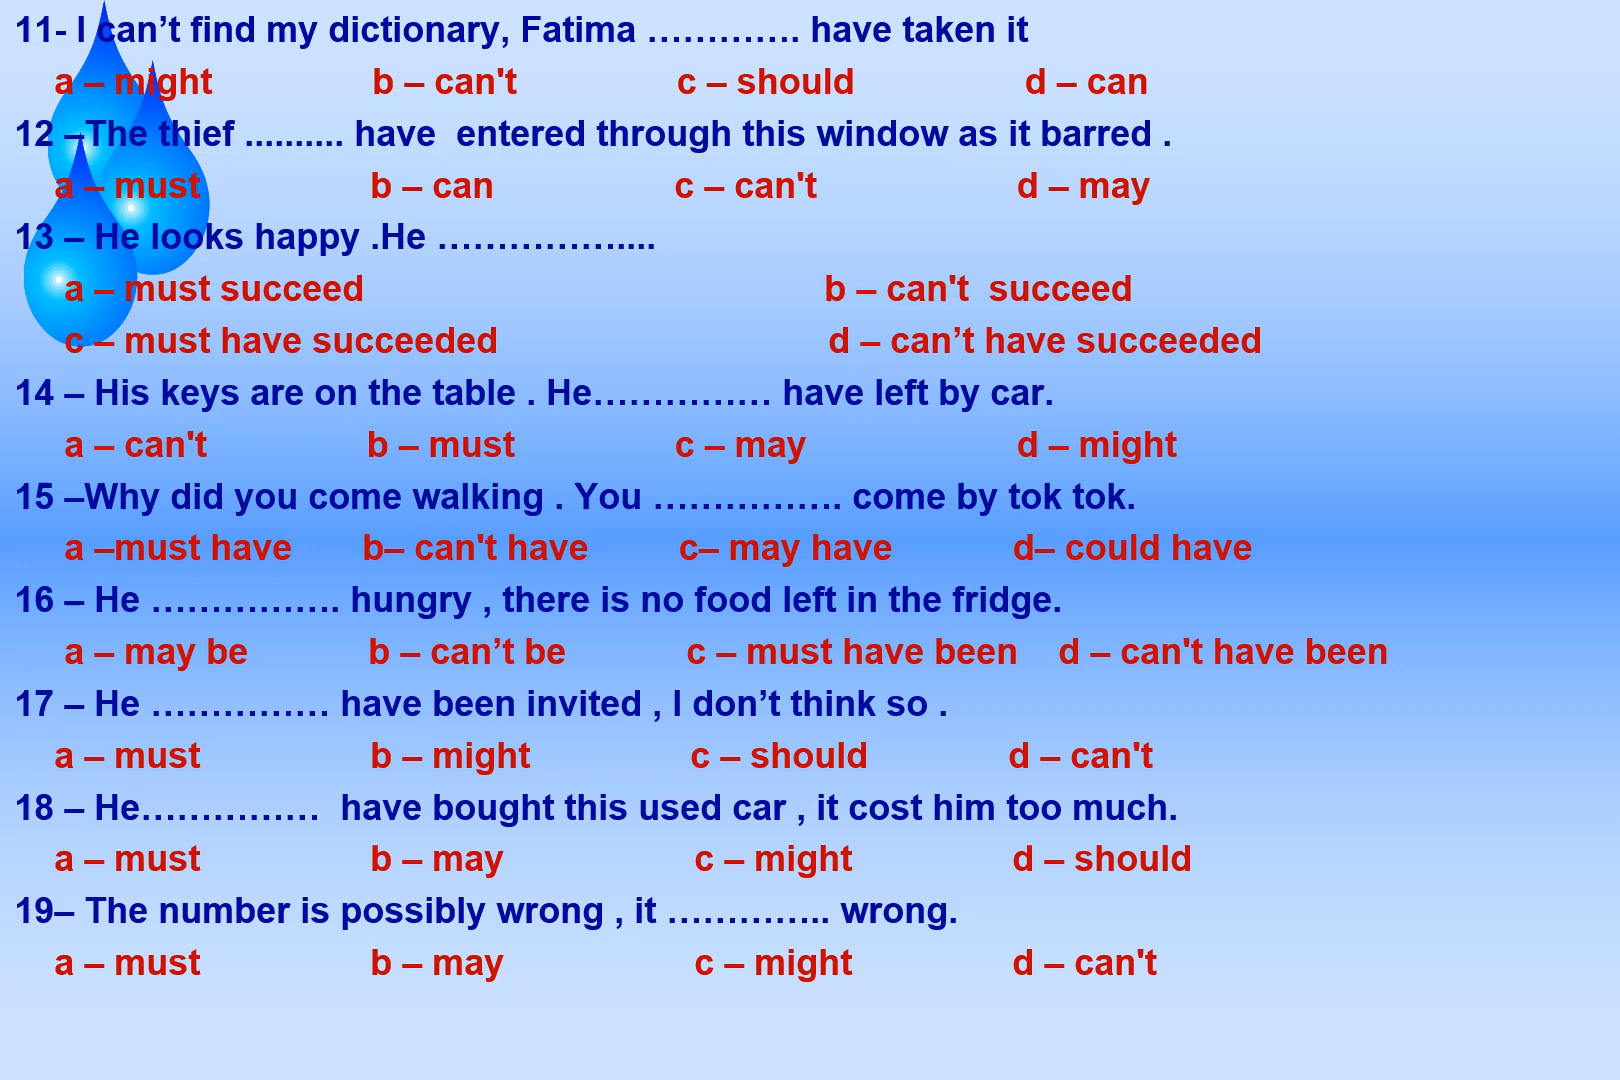 11- I can’t find my dictionary, Fatima …………. have taken it
a – might b – can't c – should d – can
12 –The thief .......... have entered through this window as it barred .
a – must b – can c – can't d – may
13 – He looks happy .He ……………....
a – must succeed b – can't succeed
c – must have succeeded d – can’t have succeeded
14 – His keys are on the table . He…………… have left by car.
a – can't b – must c – may d – might
15 –Why did you come walking . You ……………. come by tok tok.
a –must have b– can't have c– may have d– could have
16 – He ……………. hungry , there is no food left in the fridge.
a – may be b – can’t be c – must have been d – can't have been
17 – He …………… have been invited , I don’t think so .
a – must b – might c – should d – can't
18 – He…………… have bought this used car , it cost him too much.
a – must b – may c – might d – should
19– The number is possibly wrong , it ………….. wrong.
a – must b – may c – might d – can't